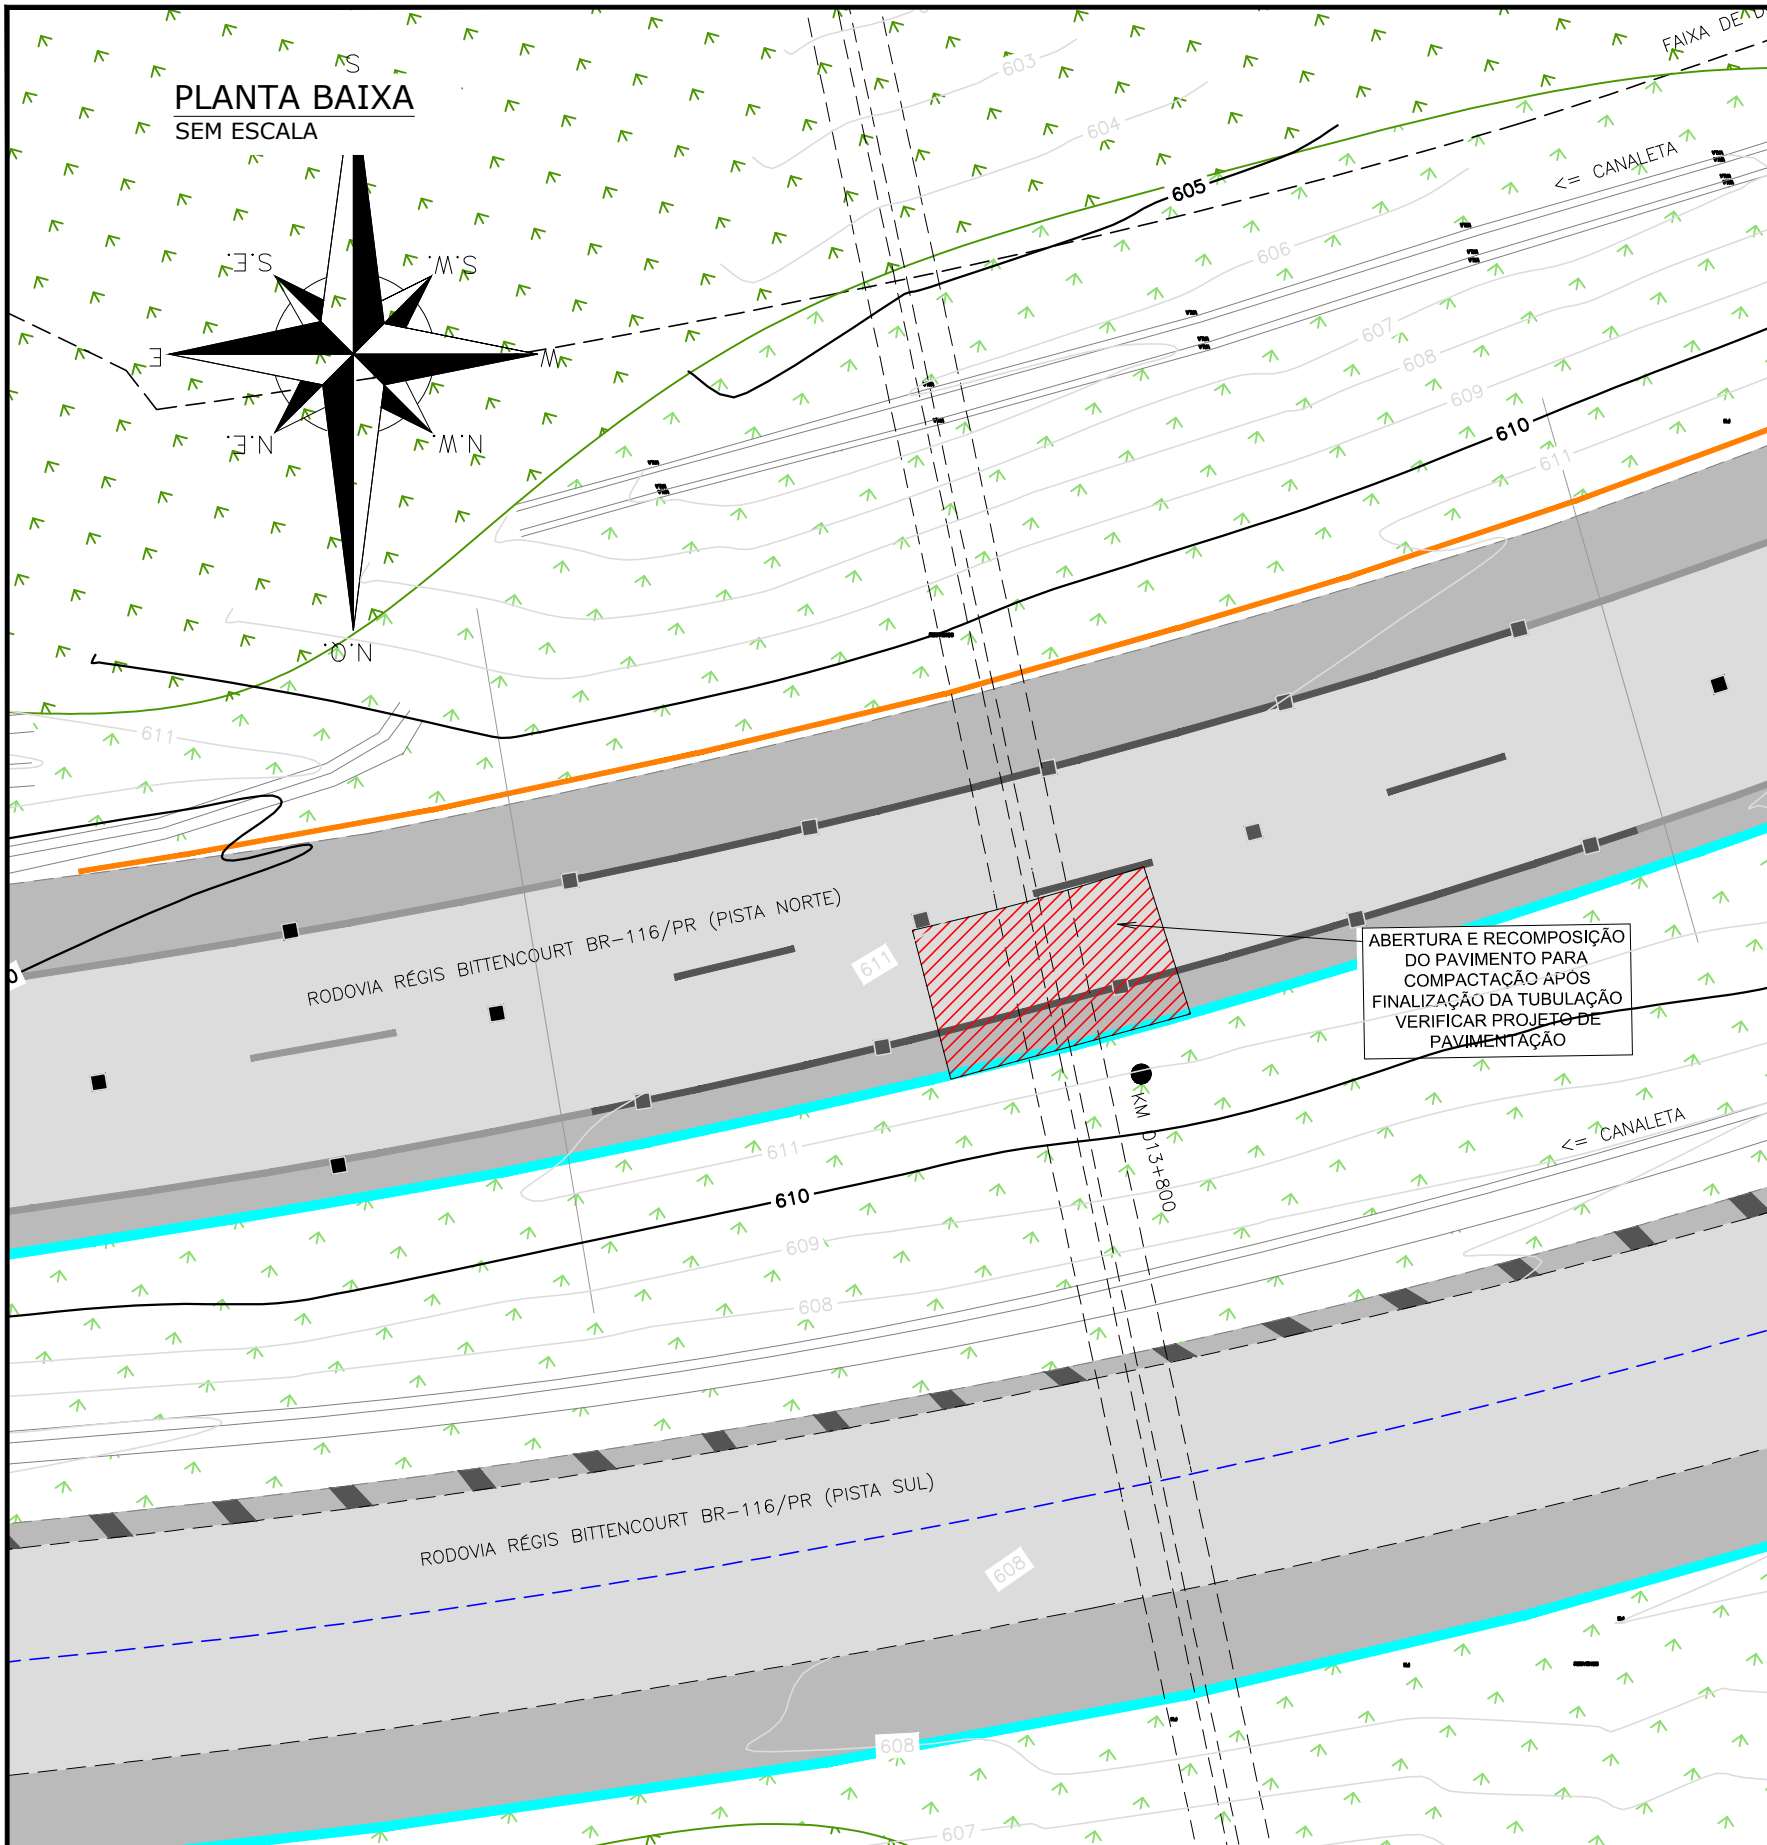 PLANTA BAIXA
SEM ESCALA
S
S.E.
S.W.
E
W
N.E.
N.W.
N.Q.
603
604
605
606
607
608
609
610
611
FAIXA DE D
<= CANALETA
611
0
RODOVIA RÉGIS BITTENCOURT BR-116/PR (PISTA NORTE)
611
ABERTURA E RECOMPOSIÇÃO
DO PAVIMENTO PARA
COMPACTAÇÃO APÓS
FINALIZAÇÃO DA TUBULAÇÃO
VERIFICAR PROJETO DE
PAVIMENTAÇÃO
KM 013+800
<= CANALETA
611
610
609
608
RODOVIA RÉGIS BITTENCOURT BR-116/PR (PISTA SUL)
608
608
607